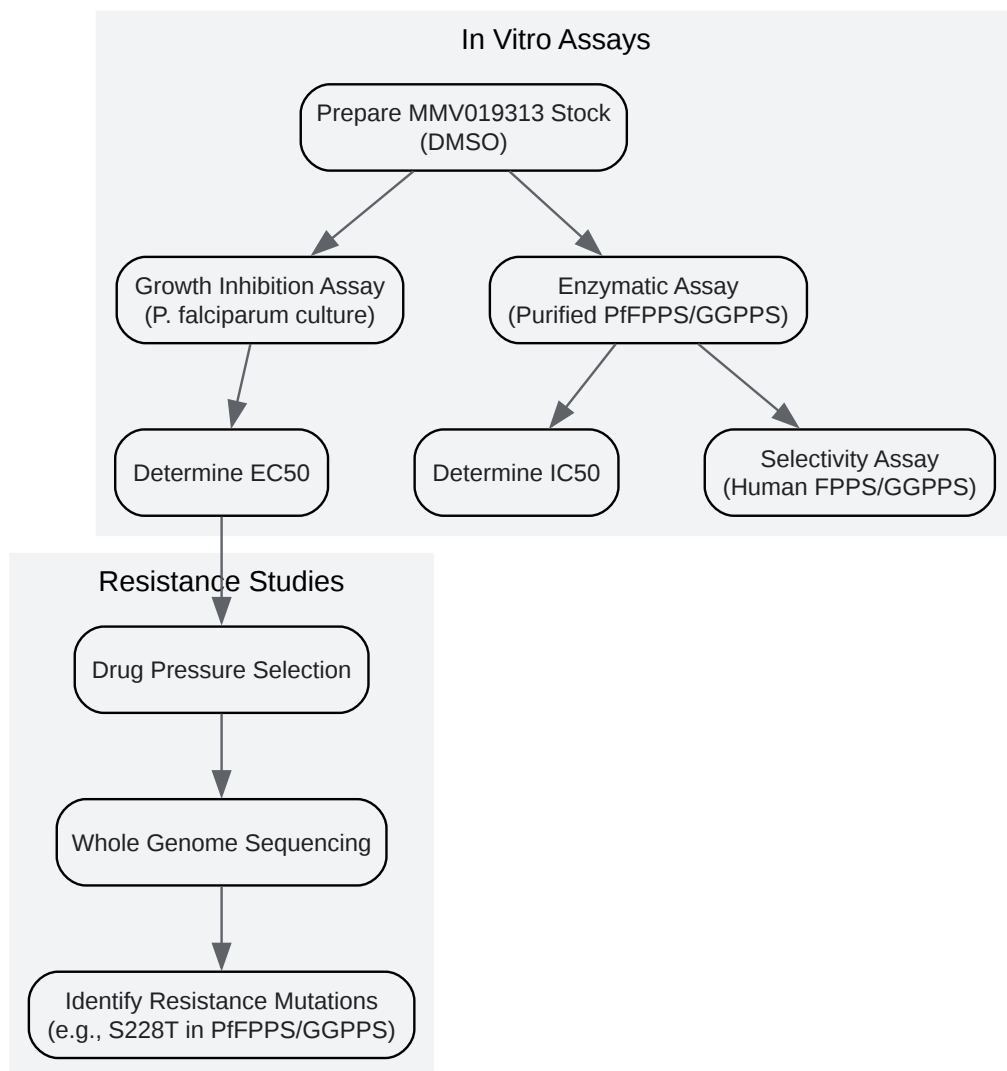 In Vitro Assays
Prepare MMV019313 Stock
(DMSO)
Growth Inhibition Assay
(P. falciparum culture)
Enzymatic Assay
(Purified PfFPPS/GGPPS)
Determine EC50
Determine IC50
Selectivity Assay
(Human FPPS/GGPPS)
Resistance Studies
Drug Pressure Selection
Whole Genome Sequencing
Identify Resistance Mutations
(e.g., S228T in PfFPPS/GGPPS)